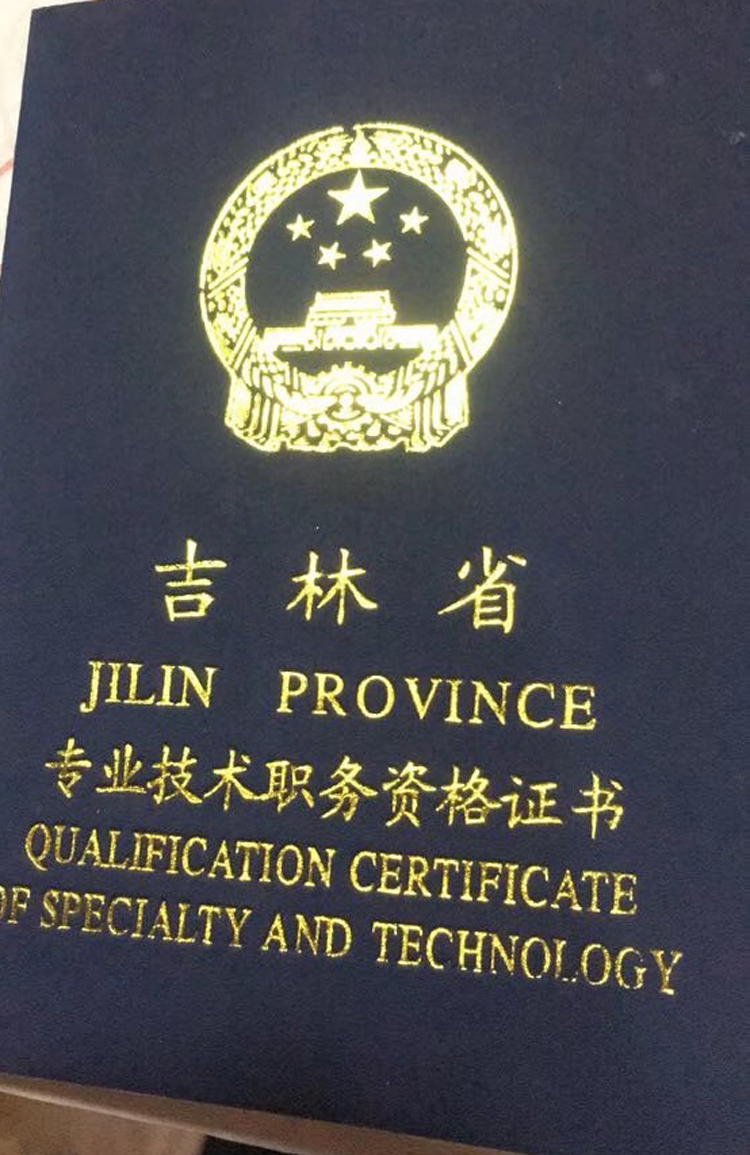 吉林省
JILIN PROVINCE
专业技术职务资格证书
QUALIFICATION CERTIFICATE
OF SPECIALTY AND TECHNOLOGY